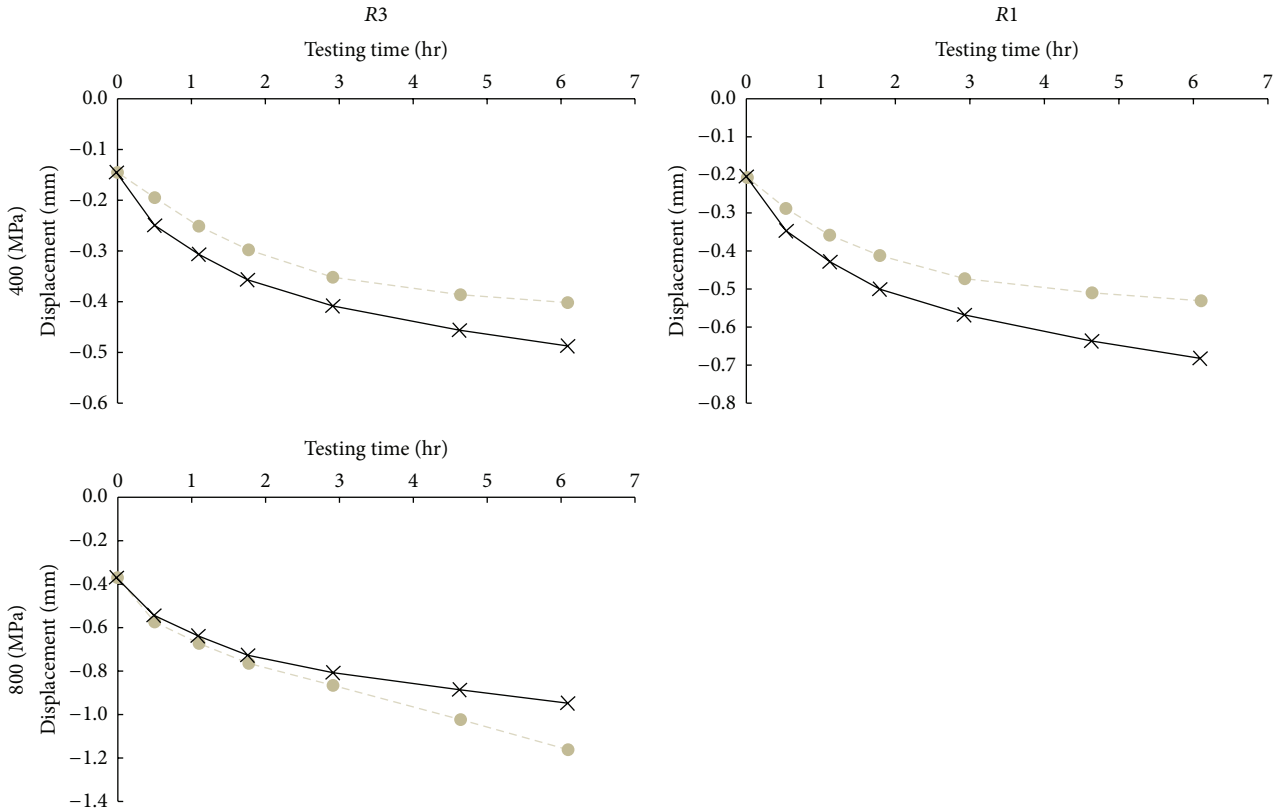 R3
Testing time (hr)
0 1 2 3 4 5 6 7
0.0
−0.1
−0.2
−0.3
−0.4
−0.5
−0.6
400 (MPa)
Displacement (mm)
R1
Testing time (hr)
0 1 2 3 4 5 6 7
0.0
−0.1
−0.2
−0.3
−0.4
−0.5
−0.6
−0.7
−0.8
Displacement (mm)
Testing time (hr)
0 1 2 3 4 5 6 7
0.0
−0.2
−0.4
−0.6
−0.8
−1.0
−1.2
−1.4
800 (MPa)
Displacement (mm)